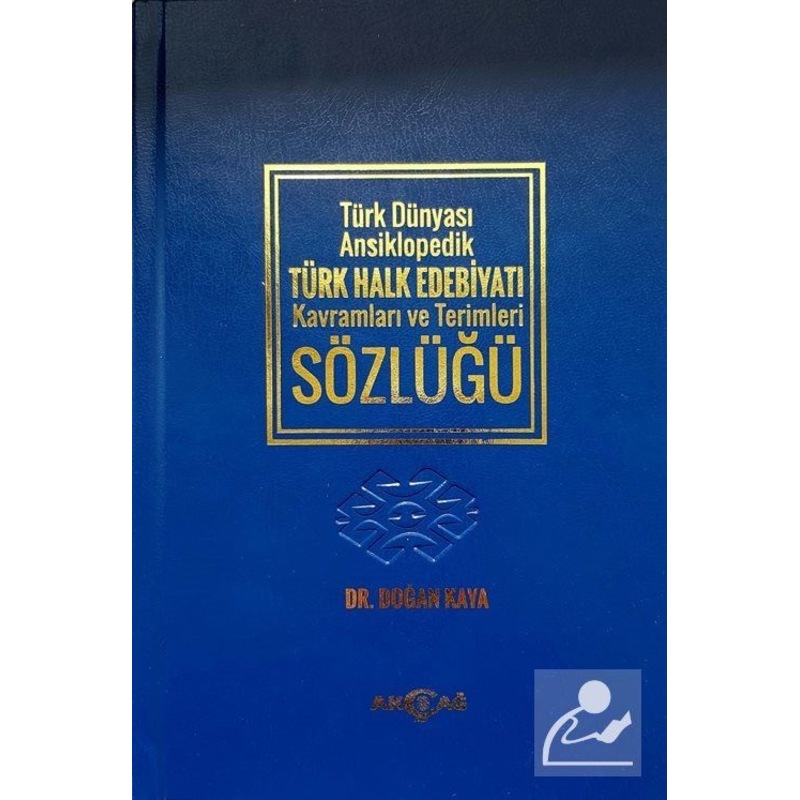 Türk Dünyası
Ansiklopedik
TÜRK HALK EDEBİYATI
Kavramları ve Terimleri
SÖZLÜĞÜ
DR. DOĞAN KAYA
AKÇAĞ